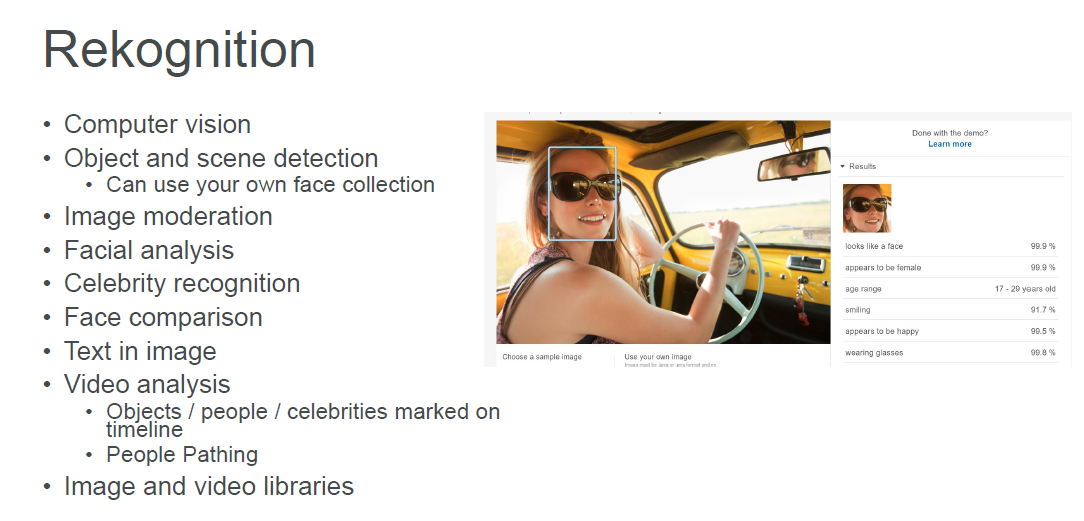 Rekognition
• Computer vision
• Object and scene detection
• Can use your own face collection
• Image moderation
• Facial analysis
• Celebrity recognition
• Face comparison
• Text in image
• Video analysis
• Objects / people / celebrities marked on
timeline
• People Pathing
• Image and video libraries
Done with the demo?
Learn more
Results
looks like a face 99.9 %
appears to be female 99.9 %
age range 17 - 29 years old
smiling 91.7 %
appears to be happy 99.5 %
wearing glasses 99.8 %
Choose a sample image
Use your own image